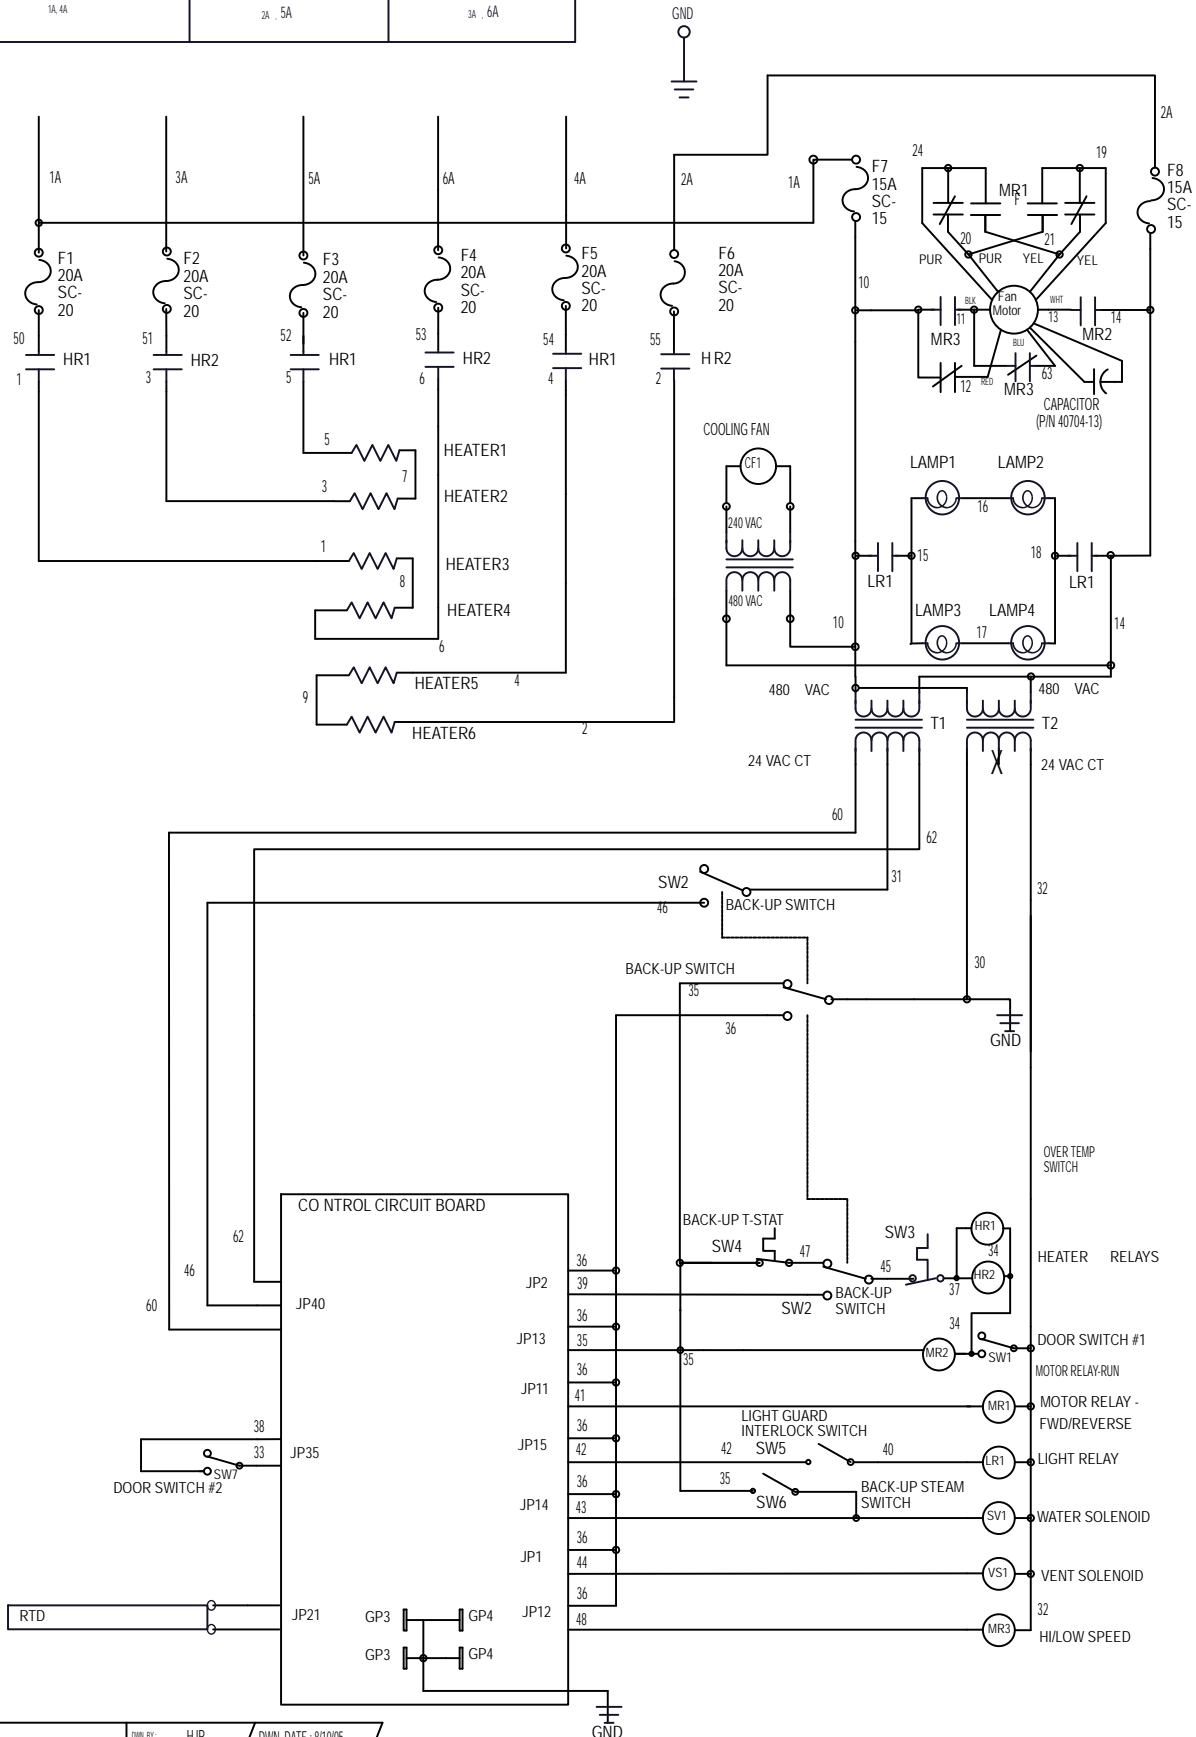 1A, 4A
2A , 5A
3A , 6A
GND
2A
1A
3A
5A
6A
4A
2A
1A
F7
15A
SC-
15
24
19
MR1
F
F8
15A
SC-
15
20
21
PUR
PUR
YEL
YEL
F1
20A
SC-
20
F2
20A
SC-
20
F3
20A
SC-
20
F4
20A
SC-
20
F5
20A
SC-
20
F6
20A
SC-
20
10
Fan
Motor
BLK
11
WHT
13
14
MR3
MR2
BLU
12
RED
MR3
63
CAPACITOR
(P/N 40704-13)
50
HR1
1
51
HR2
3
52
HR1
5
53
HR2
6
54
HR1
4
55
H R2
2
COOLING FAN
CF1
240 VAC
480 VAC
5
HEATER1
7
3
HEATER2
1
HEATER3
8
HEATER4
6
HEATER5
4
9
HEATER6
2
LAMP1
LAMP2
16
15
18
LR1
LR1
LAMP3
LAMP4
17
10
14
480 VAC
480 VAC
T1
T2
24 VAC CT
24 VAC CT
60
62
31
32
SW2
46
BACK-UP SWITCH
BACK-UP SWITCH
35
30
36
GND
OVER TEMP
SWITCH
CO NTROL CIRCUIT BOARD
BACK-UP T-STAT
SW4
47
SW3
HR1
34
HR2
HEATER RELAYS
45
37
62
46
60
36
JP2
39
SW2
BACK-UP
SWITCH
JP40
36
JP13
35
35
34
MR2
SW1
DOOR SWITCH #1
MOTOR RELAY-RUN
36
JP11
41
MR1
MOTOR RELAY -
FWD/REVERSE
LIGHT GUARD
INTERLOCK SWITCH
38
33
JP35
SW7
DOOR SWITCH #2
36
JP15
42
42
SW5
40
LR1
LIGHT RELAY
35
SW6
BACK-UP STEAM
SWITCH
36
JP14
43
SV1
WATER SOLENOID
36
JP1
44
VS1
VENT SOLENOID
RTD
JP21
36
JP12
48
32
MR3
HI/LOW SPEED
GP3
GP4
GP3
GP4
GND
DWN. BY:
HJP
DWN. DATE : 8/10/05